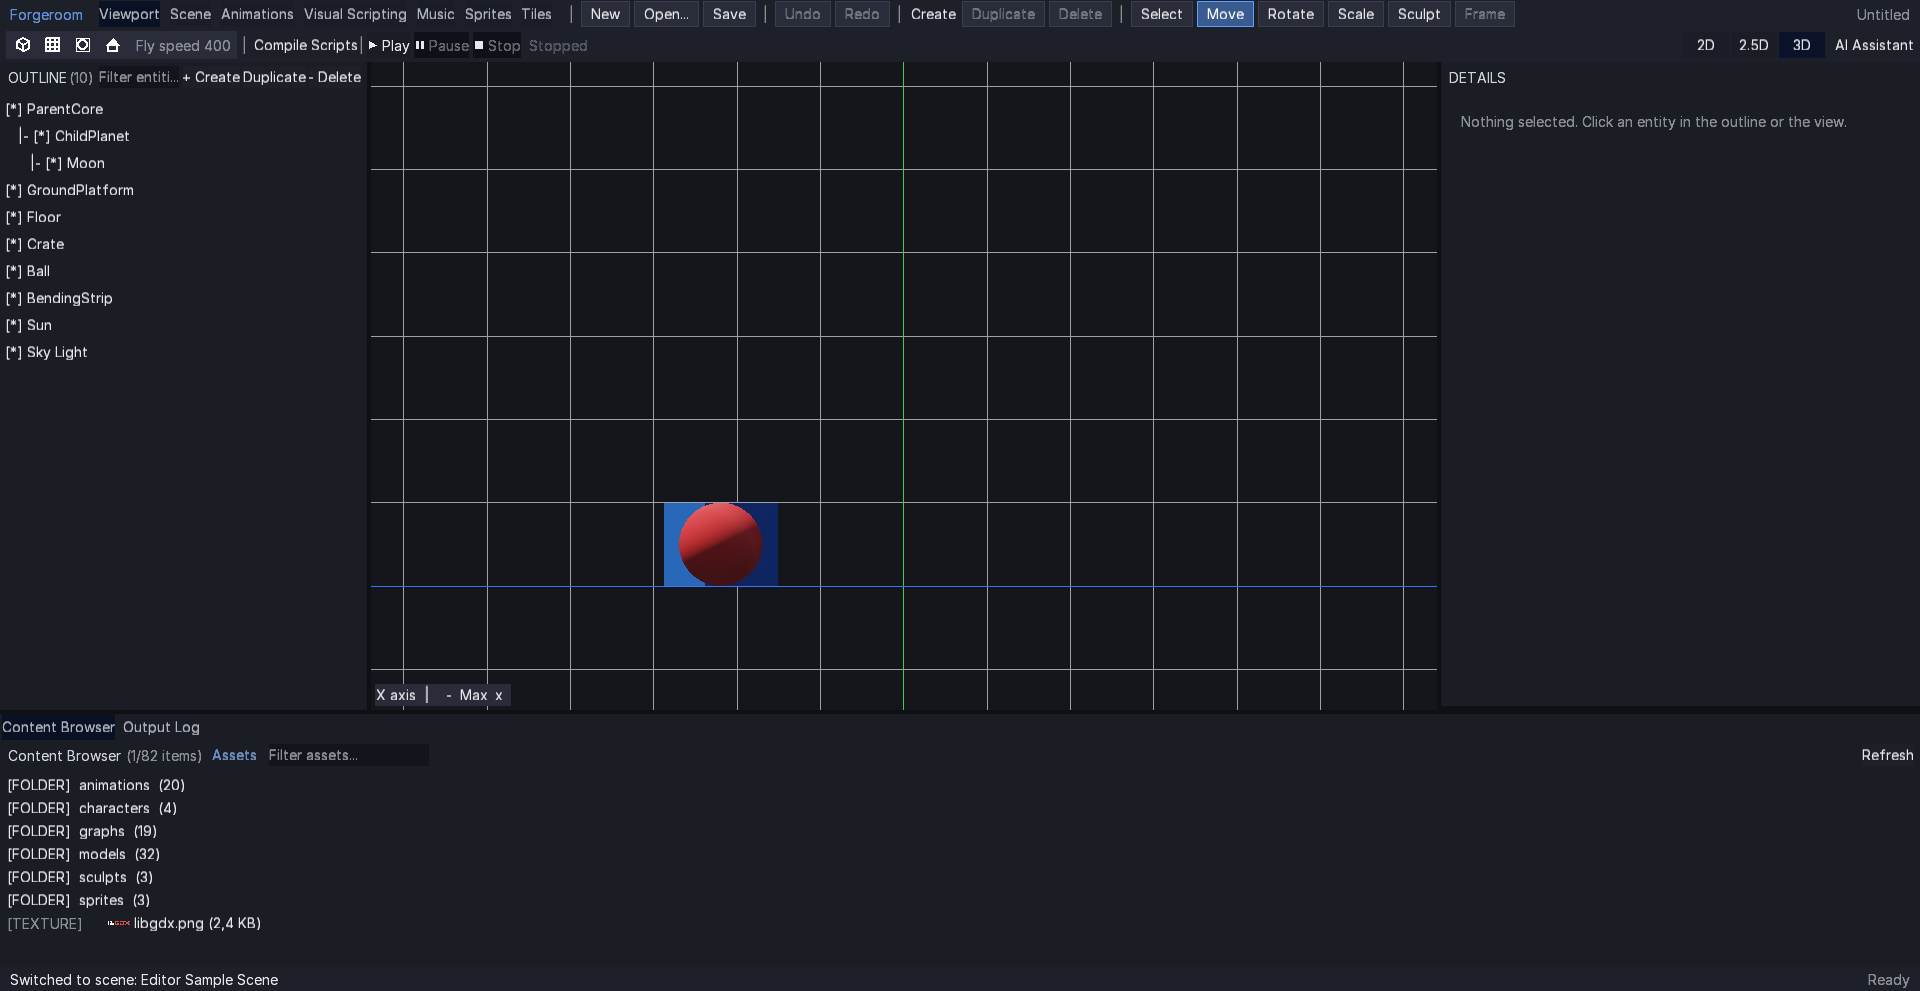 Forgeroom Viewport Scene Animations Visual Scripting Music Sprites Tiles | New Open... Save | Undo Redo | Create Duplicate Delete | Select Move Rotate Scale Sculpt Frame Untitled
Fly speed 400 | Compile Scripts | Play Pause Stop Stopped 2D 2.5D 3D AI Assistant
OUTLINE (10) Filter entiti... + Create Duplicate - Delete
DETAILS
[*] ParentCore
|- [*] ChildPlanet
|- [*] Moon
[*] GroundPlatform
[*] Floor
[*] Crate
[*] Ball
[*] BendingStrip
[*] Sun
[*] Sky Light
Nothing selected. Click an entity in the outline or the view.
X axis | - Max x
Content Browser Output Log
Content Browser (1/82 items) Assets Filter assets... Refresh
[FOLDER] animations (20)
[FOLDER] characters (4)
[FOLDER] graphs (19)
[FOLDER] models (32)
[FOLDER] sculpts (3)
[FOLDER] sprites (3)
[TEXTURE] libgdx.png (2,4 KB)
Switched to scene: Editor Sample Scene Ready